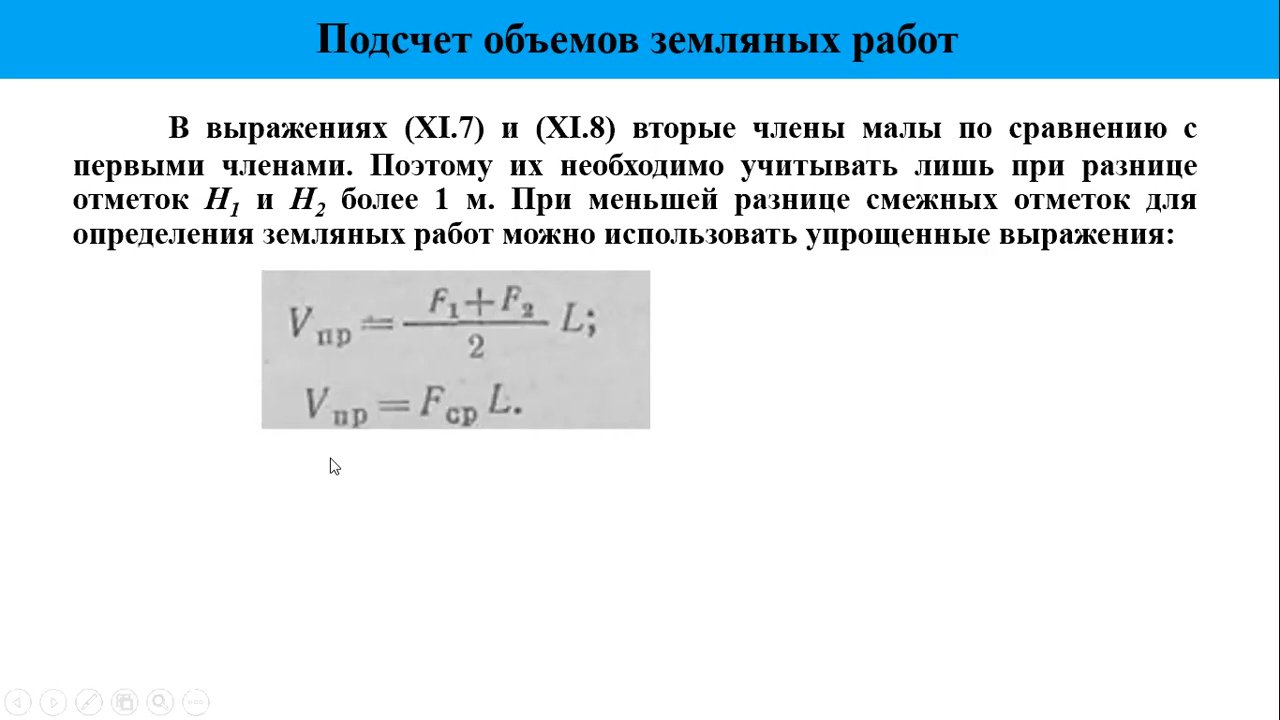 Подсчет объемов земляных работ
В выражениях (XI.7) и (XI.8) вторые члены малы по сравнению с
первыми членами. Поэтому их необходимо учитывать лишь при разнице
отметок H₁ и H₂ более 1 м. При меньшей разнице смежных отметок для
определения земляных работ можно использовать упрощенные выражения:
Vпр = (F₁+F₂)/2 L;
Vпр = Fср L.